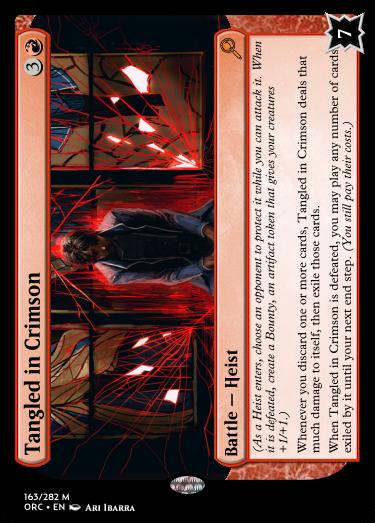 Tangled in Crimson
3
Battle — Heist
7
(As a Heist enters, choose an opponent to protect it while you can attack it. When
it is defeated, create a Bounty, an artifact token that gives your creatures
+1/+1.)
Whenever you discard one or more cards, Tangled in Crimson deals that
much damage to itself, then exile those cards.
When Tangled in Crimson is defeated, you may play any number of cards
exiled by it until your next end step. (You still pay their costs.)
163/282 M
ORC • EN Ari Ibarra